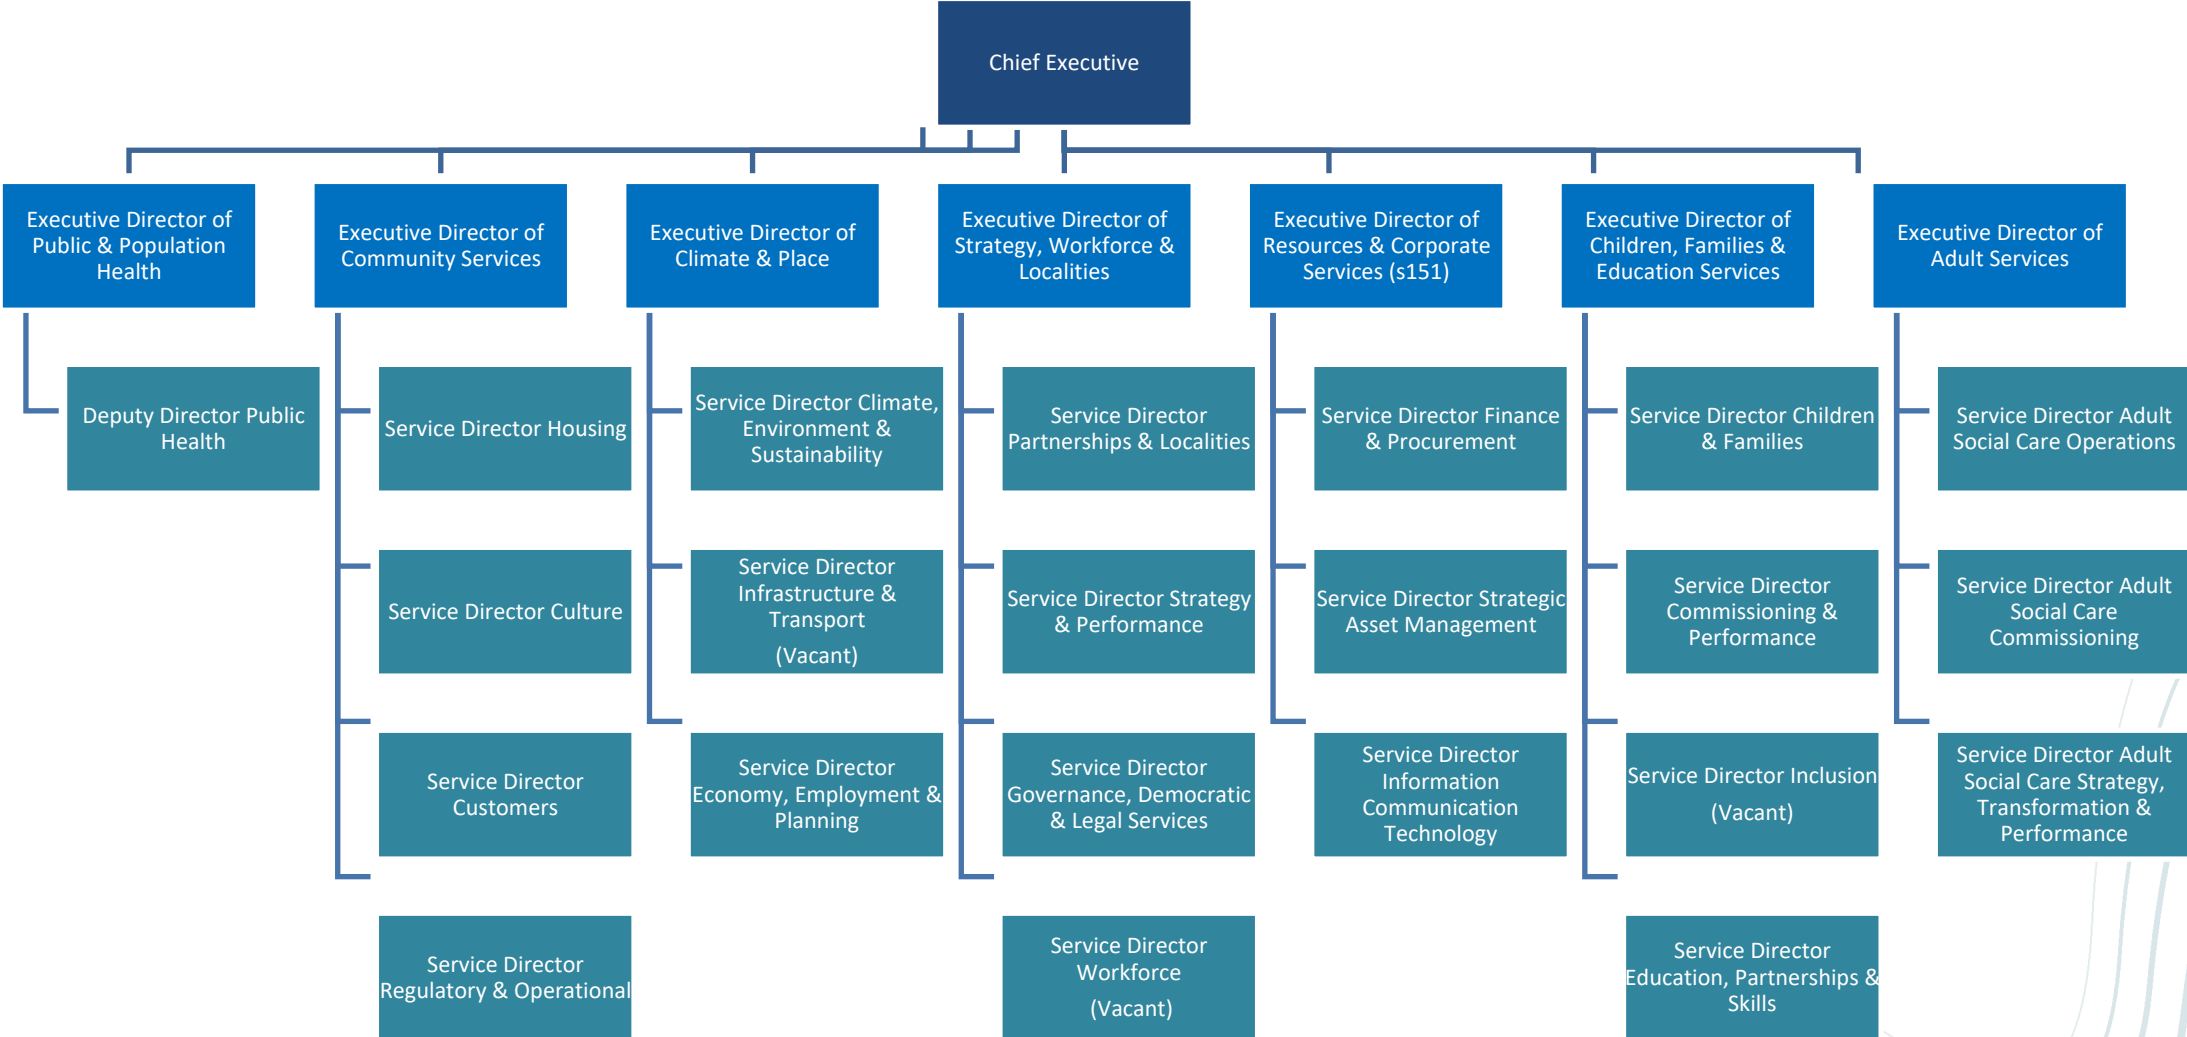 Chief Executive
Executive Director of
Public & Population
Health
Executive Director of
Community Services
Executive Director of
Climate & Place
Executive Director of
Strategy, Workforce &
Localities
Executive Director of
Resources & Corporate
Services (s151)
Executive Director of
Children, Families &
Education Services
Executive Director of
Adult Services
Deputy Director Public
Health
Service Director Housing
Service Director Climate,
Environment &
Sustainability
Service Director
Partnerships & Localities
Service Director Finance
& Procurement
Service Director Children
& Families
Service Director Adult
Social Care Operations
Service Director Culture
Service Director
Infrastructure &
Transport
(Vacant)
Service Director Strategy
& Performance
Service Director Strategic
Asset Management
Service Director
Commissioning &
Performance
Service Director Adult
Social Care
Commissioning
Service Director
Customers
Service Director
Economy, Employment &
Planning
Service Director
Governance, Democratic
& Legal Services
Service Director
Information
Communication
Technology
Service Director Inclusion
(Vacant)
Service Director Adult
Social Care Strategy,
Transformation &
Performance
Service Director
Regulatory & Operational
Service Director
Workforce
(Vacant)
Service Director
Education, Partnerships &
Skills